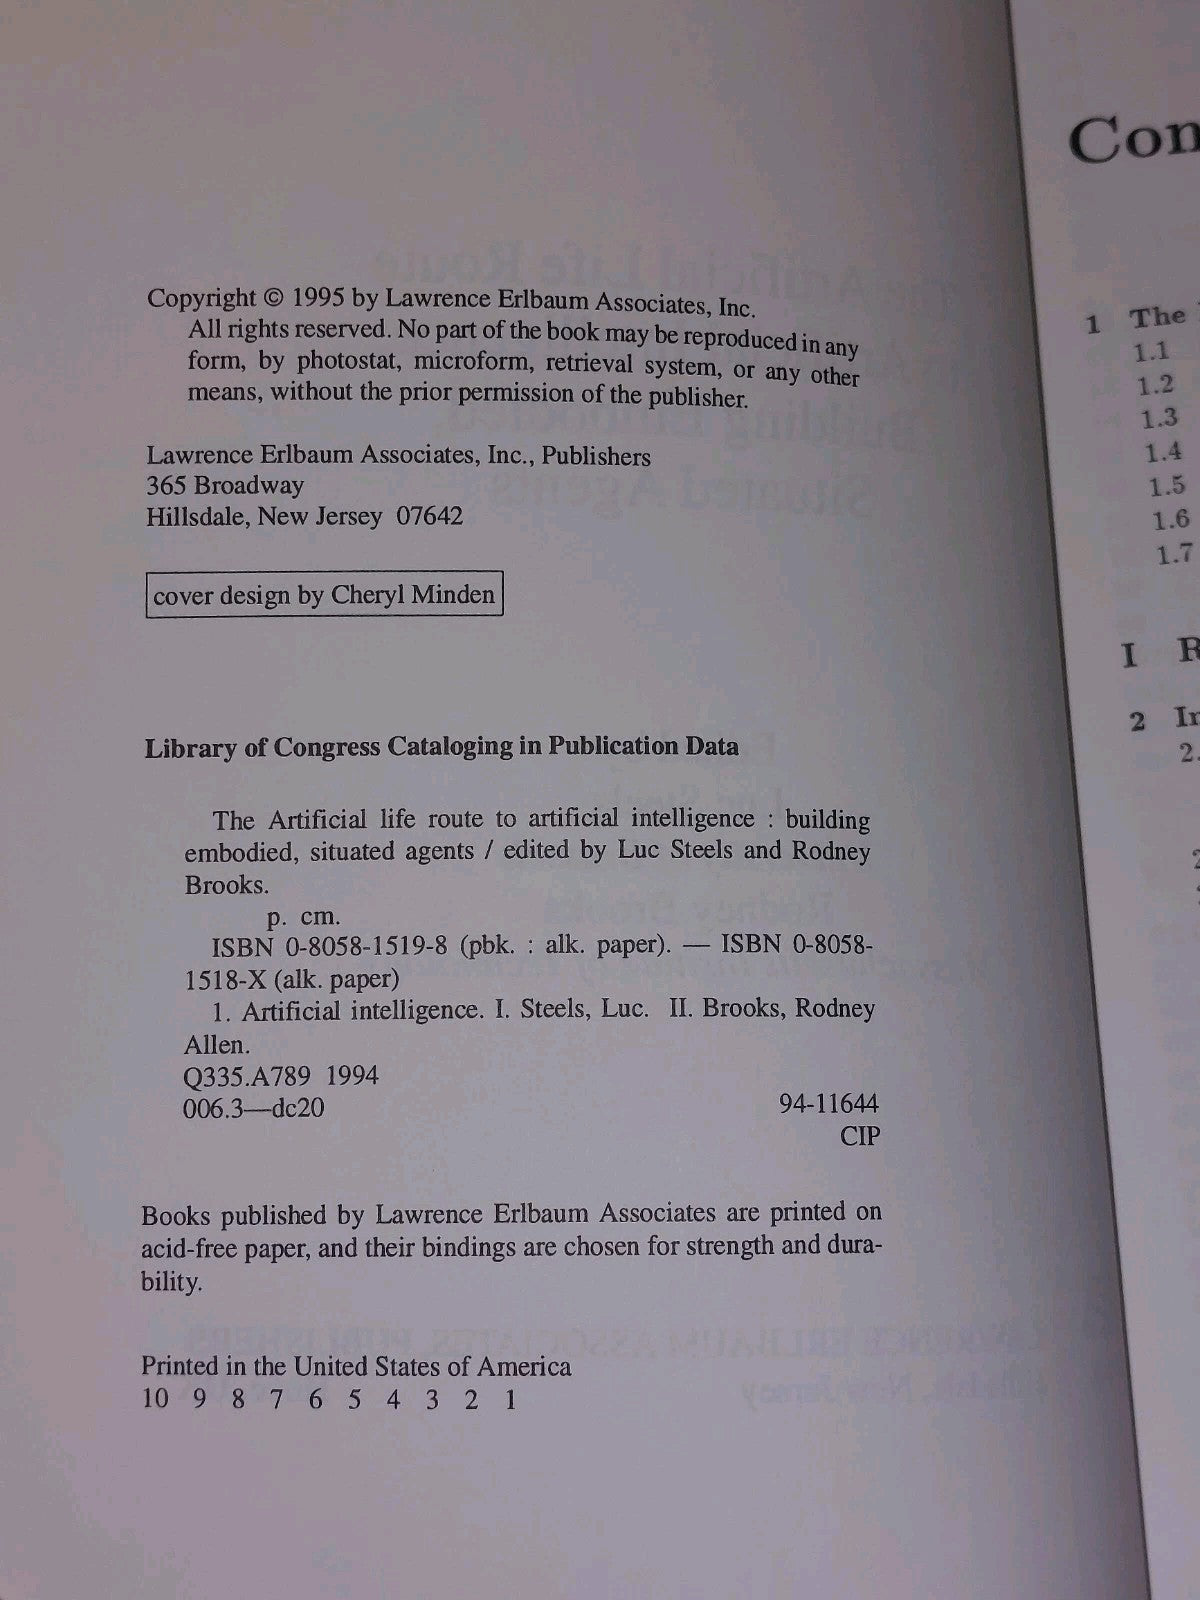 Copyright © 1995 by Lawrence Erlbaum Associates, Inc.
All rights reserved. No part of the book may be reproduced in any
form, by photostat, microform, retrieval system, or any other
means, without the prior permission of the publisher.
Lawrence Erlbaum Associates, Inc., Publishers
365 Broadway
Hillsdale, New Jersey 07642
cover design by Cheryl Minden
Library of Congress Cataloging in Publication Data
The Artificial life route to artificial intelligence : building
embodied, situated agents / edited by Luc Steels and Rodney
Brooks.
p. cm.
ISBN 0-8058-1519-8 (pbk. : alk. paper). — ISBN 0-8058-
1518-X (alk. paper)
1. Artificial intelligence. I. Steels, Luc. II. Brooks, Rodney
Allen.
Q335.A789 1994
006.3—dc20
94-11644
CIP
Books published by Lawrence Erlbaum Associates are printed on
acid-free paper, and their bindings are chosen for strength and dura-
bility.
Printed in the United States of America
10 9 8 7 6 5 4 3 2 1
Con
1 The
1.1
1.2
1.3
1.4
1.5
1.6
1.7
I R
2 In
2.